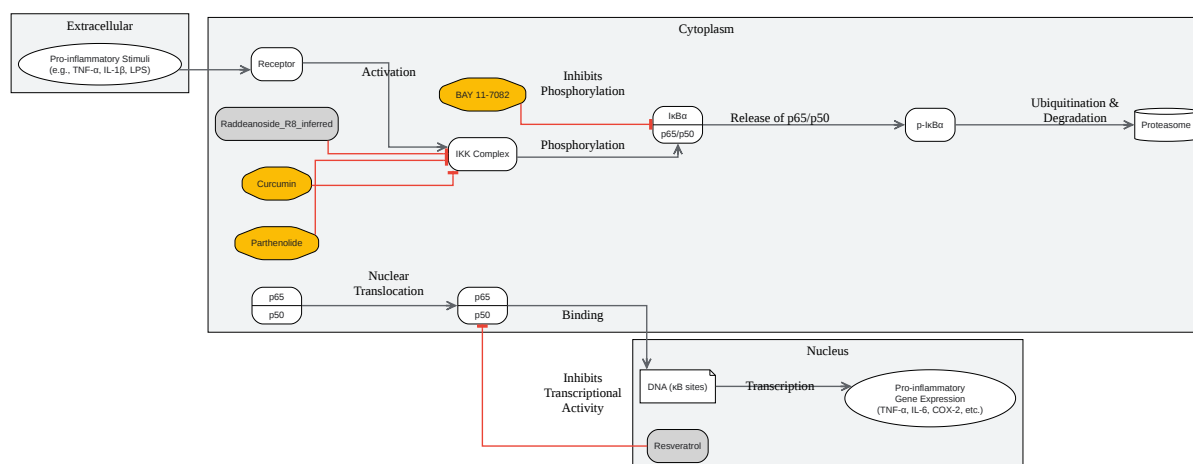 Extracellular
Pro-inflammatory Stimuli
(e.g., TNF-α, IL-1β, LPS)
Cytoplasm
Receptor
Activation
BAY 11-7082
Inhibits
Phosphorylation
Raddeanoside_R8_inferred
IκBα
p65/p50
Release of p65/p50
p-IκBα
Ubiquitination &
Degradation
Proteasome
IKK Complex
Phosphorylation
Curcumin
Parthenolide
p65
p50
Nuclear
Translocation
p65
p50
Binding
Nucleus
Inhibits
Transcriptional
Activity
DNA (κB sites)
Transcription
Pro-inflammatory
Gene Expression
(TNF-α, IL-6, COX-2, etc.)
Resveratrol